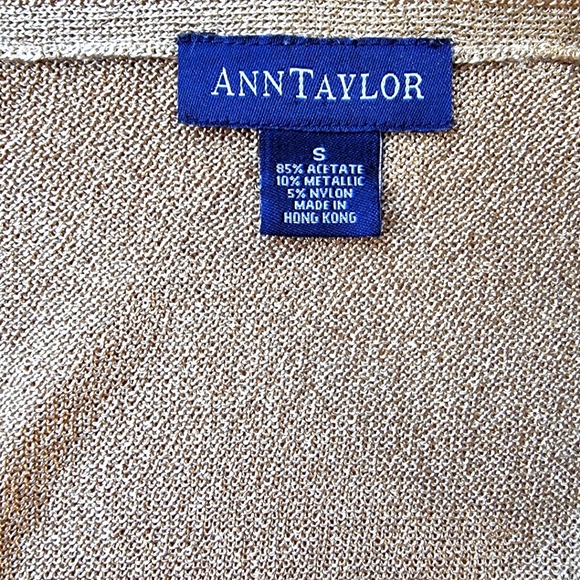 ANNTAYLOR
S
85% ACETATE
10% METALLIC
5% NYLON
MADE IN
HONG KONG